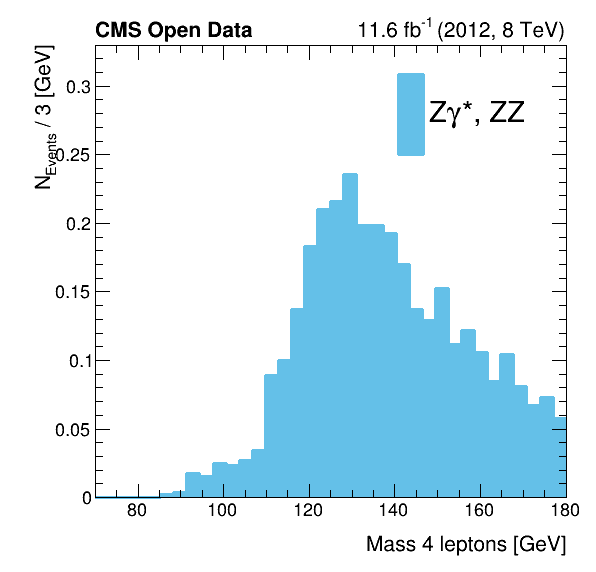 CMS Open Data 11.6 fb⁻¹ (2012, 8 TeV)
N_Events / 3 [GeV]
Zγ*, ZZ
0.3
0.25
0.2
0.15
0.1
0.05
0
80 100 120 140 160 180
Mass 4 leptons [GeV]